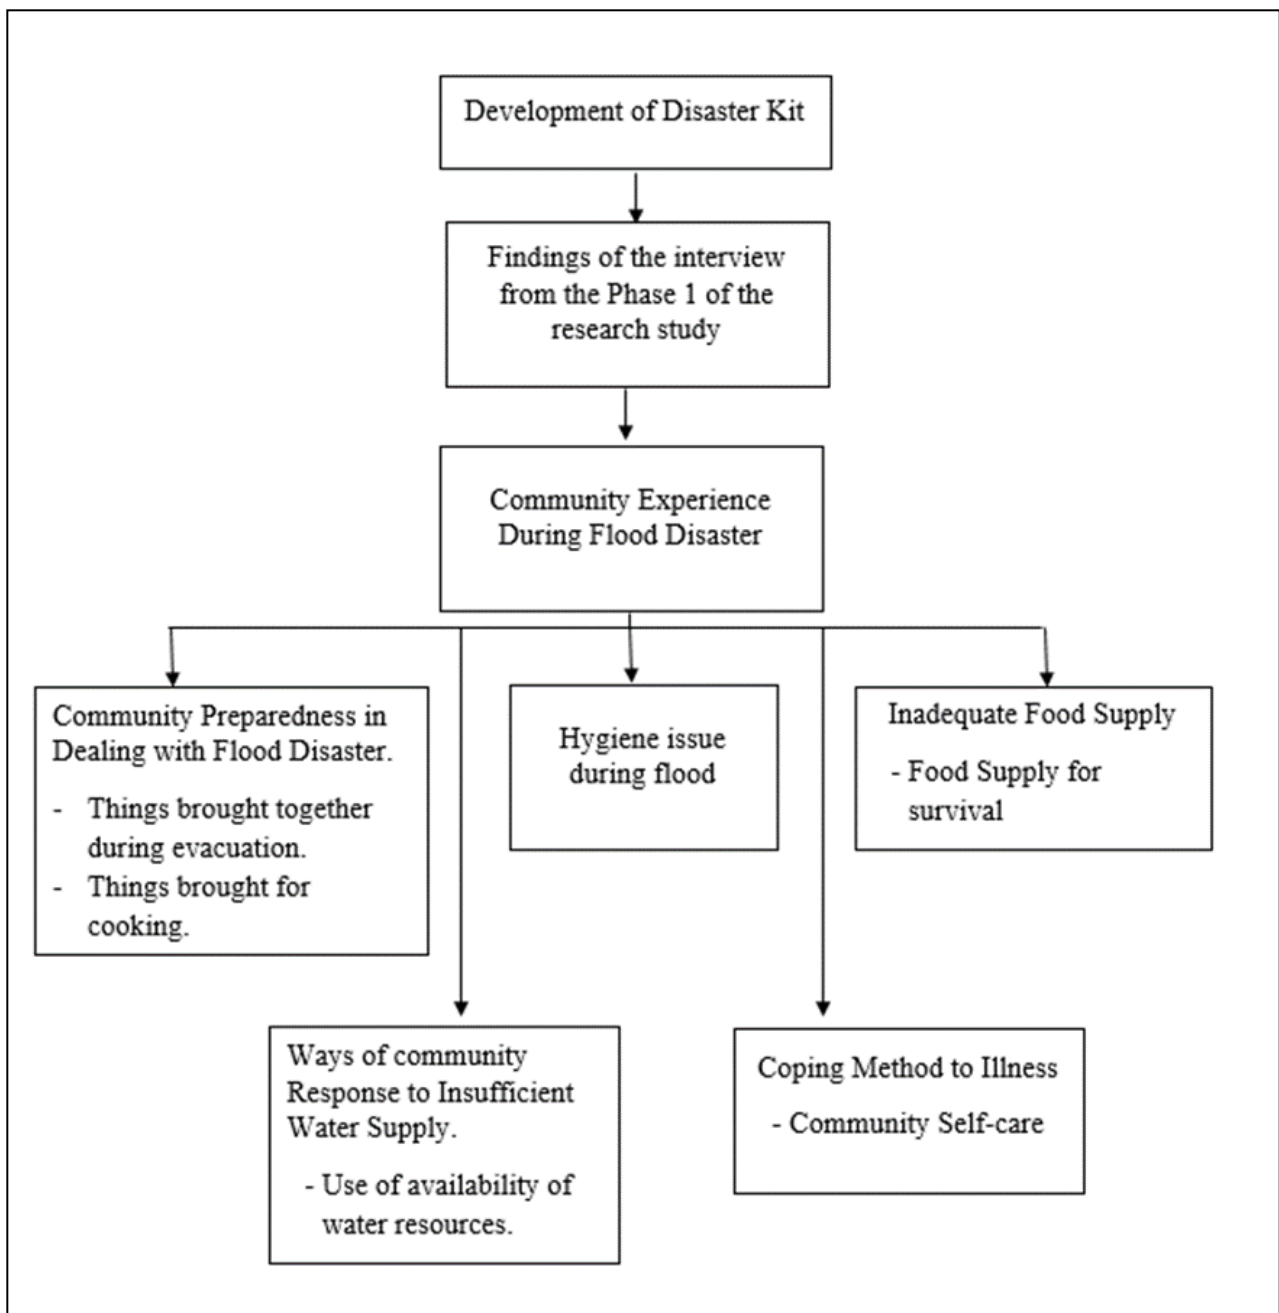 Development of Disaster Kit
Findings of the interview
from the Phase 1 of the
research study
Community Experience
During Flood Disaster
Community Preparedness in
Dealing with Flood Disaster.
- Things brought together
during evacuation.
- Things brought for
cooking.
Hygiene issue
during flood
Inadequate Food Supply
- Food Supply for
survival
Ways of community
Response to Insufficient
Water Supply.
- Use of availability of
water resources.
Coping Method to Illness
- Community Self-care